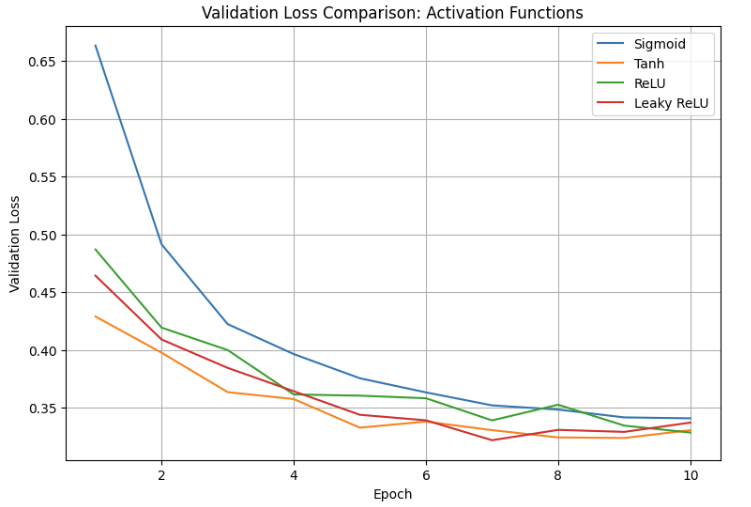 Validation Loss Comparison: Activation Functions
Sigmoid
Tanh
ReLU
Leaky ReLU
Validation Loss
0.65
0.60
0.55
0.50
0.45
0.40
0.35
2
4
6
8
10
Epoch